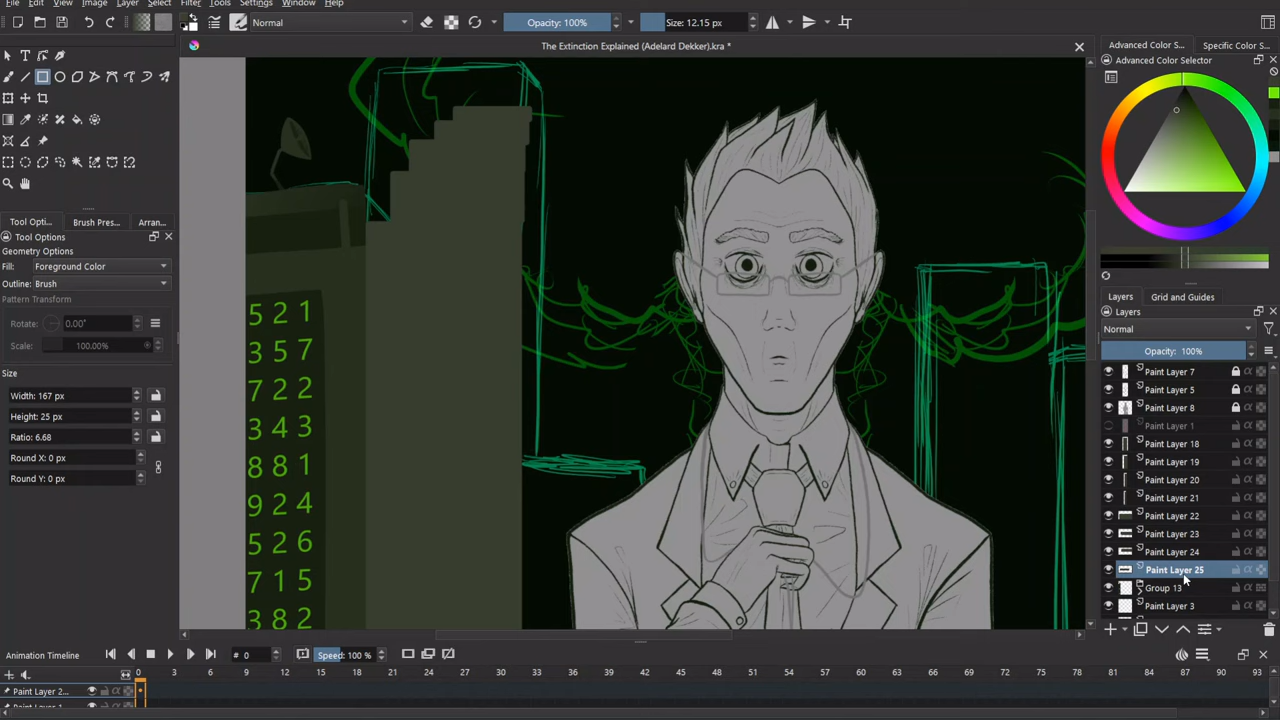 File Edit View Image Layer Select Filter Tools Settings Window Help
Normal Opacity: 100% Size: 12.15 px
The Extinction Explained (Adelard Dekker).kra *
Advanced Color S... Specific Color S...
Advanced Color Selector
Tool Opti... Brush Pres... Arran...
Tool Options
Geometry Options
Fill: Foreground Color
Outline: Brush
Pattern Transform
Rotate: 0.00°
Scale: 100.00%
Size
Width: 167 px
Height: 25 px
Ratio: 6.68
Round X: 0 px
Round Y: 0 px
5 2 1
3 5 7
7 2 2
3 4 3
8 8 1
9 2 4
5 2 6
7 1 5
3 8 2
Layers Grid and Guides
Layers
Normal
Opacity: 100%
Paint Layer 7
Paint Layer 5
Paint Layer 8
Paint Layer 1
Paint Layer 18
Paint Layer 19
Paint Layer 20
Paint Layer 21
Paint Layer 22
Paint Layer 23
Paint Layer 24
Paint Layer 25
Group 13
Paint Layer 3
Animation Timeline # 0 Speed: 100 %
0 3 6 9 12 15 18 21 24 27 30 33 36 39 42 45 48 51 54 57 60 63 66 69 72 75 78 81 84 87 90 93
Paint Layer 2...